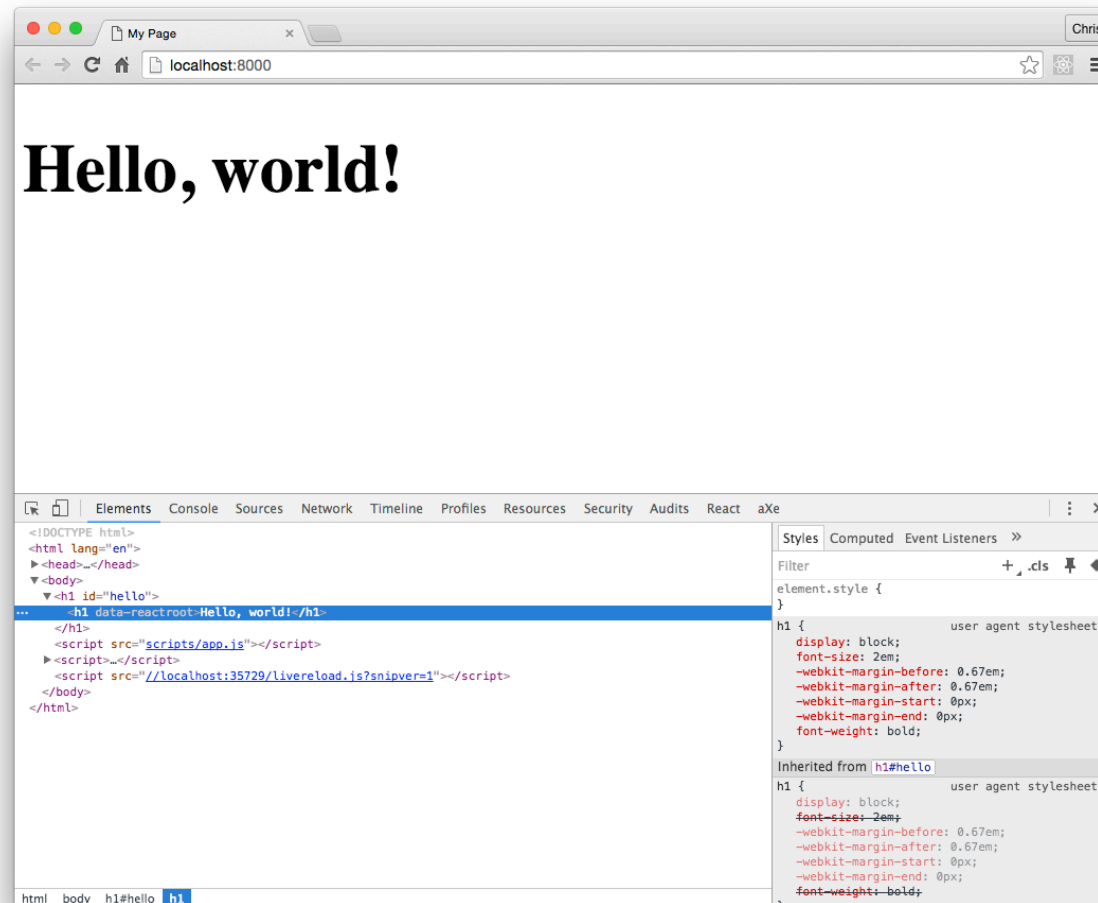 My Page
Chris
localhost:8000
Hello, world!
Elements Console Sources Network Timeline Profiles Resources Security Audits React aXe
<!DOCTYPE html>
<html lang="en">
▶<head>…</head>
▼<body>
▼<h1 id="hello">
<h1 data-reactroot>Hello, world!</h1>
</h1>
<script src="scripts/app.js"></script>
▶<script>…</script>
<script src="//localhost:35729/livereload.js?snipver=1"></script>
</body>
</html>
html body h1#hello h1
Styles Computed Event Listeners »
Filter + .cls
element.style {
}
h1 { user agent stylesheet
display: block;
font-size: 2em;
-webkit-margin-before: 0.67em;
-webkit-margin-after: 0.67em;
-webkit-margin-start: 0px;
-webkit-margin-end: 0px;
font-weight: bold;
}
Inherited from h1#hello
h1 { user agent stylesheet
display: block;
font-size: 2em;
-webkit-margin-before: 0.67em;
-webkit-margin-after: 0.67em;
-webkit-margin-start: 0px;
-webkit-margin-end: 0px;
font-weight: bold;
}